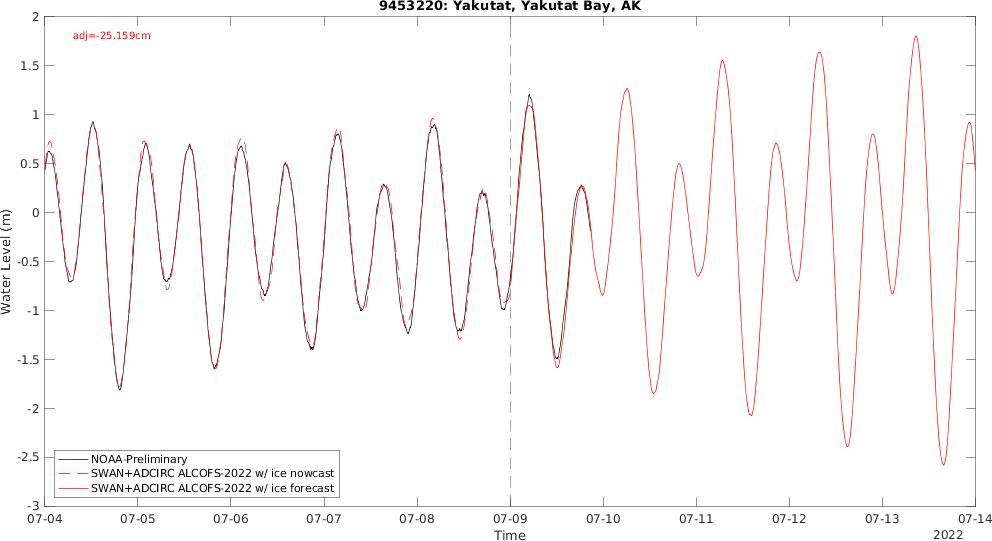 9453220: Yakutat, Yakutat Bay, AK
adj=-25.159cm
2
1.5
1
0.5
0
-0.5
-1
-1.5
-2
-2.5
-3
Water Level (m)
NOAA-Preliminary
SWAN+ADCIRC ALCOFS-2022 w/ ice nowcast
SWAN+ADCIRC ALCOFS-2022 w/ ice forecast
07-04 07-05 07-06 07-07 07-08 07-09 07-10 07-11 07-12 07-13 07-14
Time
2022